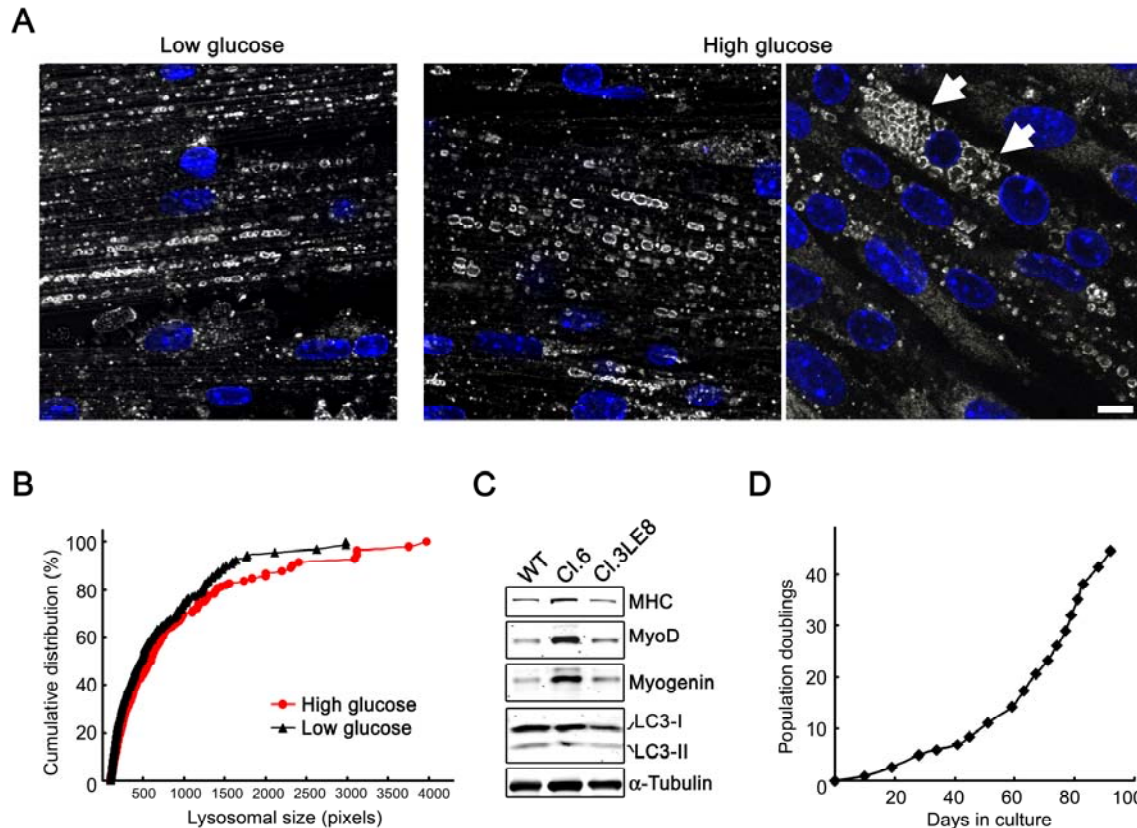 A
Low glucose
High glucose
B
Cumulative distribution (%)
100
80
60
40
20
0
500 1000 1500 2000 2500 3000 3500 4000
Lysosomal size (pixels)
High glucose
Low glucose
C
WT Cl.6 Cl.3LE8
MHC
MyoD
Myogenin
LC3-I
LC3-II
α-Tubulin
D
Population doublings
40
30
20
10
0
20 40 60 80 100
Days in culture